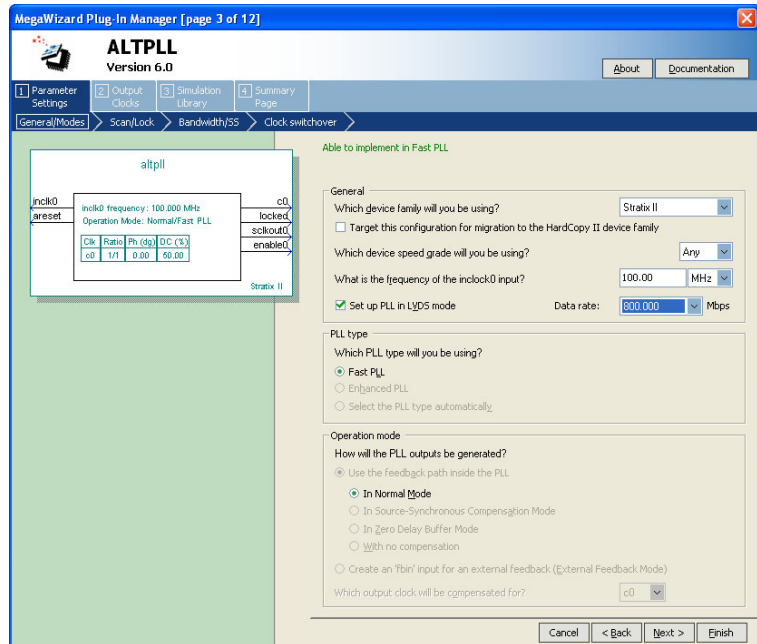 MegaWizard Plug-In Manager [page 3 of 12]
ALTPLL
Version 6.0
About
Documentation
1 Parameter Settings
2 Output Clocks
3 Simulation Library
4 Summary Page
General/Modes
Scan/Lock
Bandwidth/SS
Clock switchover
altpll
inclk0
areset
inclk0 frequency: 100.000 MHz
Operation Mode: Normal/Fast PLL
Clk Ratio Ph (dg) DC (%)
c0 1/1 0.00 50.00
c0
locked
sclkout0
enable0
Stratix II
Able to implement in Fast PLL
General
Which device family will you be using? Stratix II
Target this configuration for migration to the HardCopy II device family
Which device speed grade will you be using? Any
What is the frequency of the inclock0 input? 100.00 MHz
Set up PLL in LVDS mode Data rate: 800.000 Mbps
PLL type
Which PLL type will you be using?
Fast PLL
Enhanced PLL
Select the PLL type automatically
Operation mode
How will the PLL outputs be generated?
Use the feedback path inside the PLL
In Normal Mode
In Source-Synchronous Compensation Mode
In Zero Delay Buffer Mode
With no compensation
Create an 'fbin' input for an external feedback (External Feedback Mode)
Which output clock will be compensated for? c0
Cancel
< Back
Next >
Finish